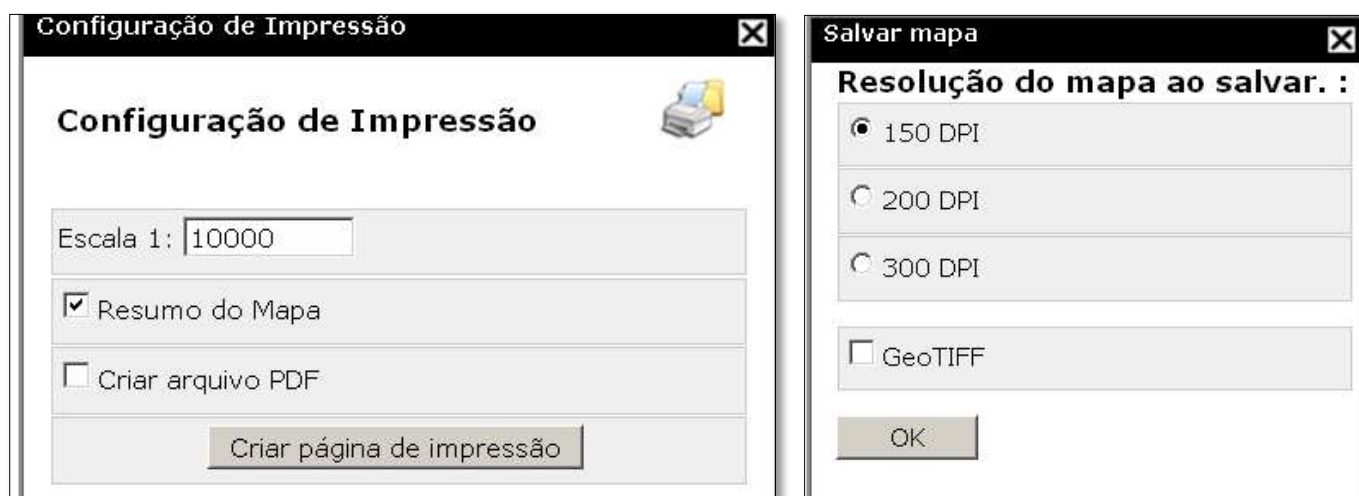 Configuração de Impressão
Configuração de Impressão
Escala 1: 10000
Resumo do Mapa
Criar arquivo PDF
Criar página de impressão
Salvar mapa
Resolução do mapa ao salvar. :
150 DPI
200 DPI
300 DPI
GeoTIFF
OK